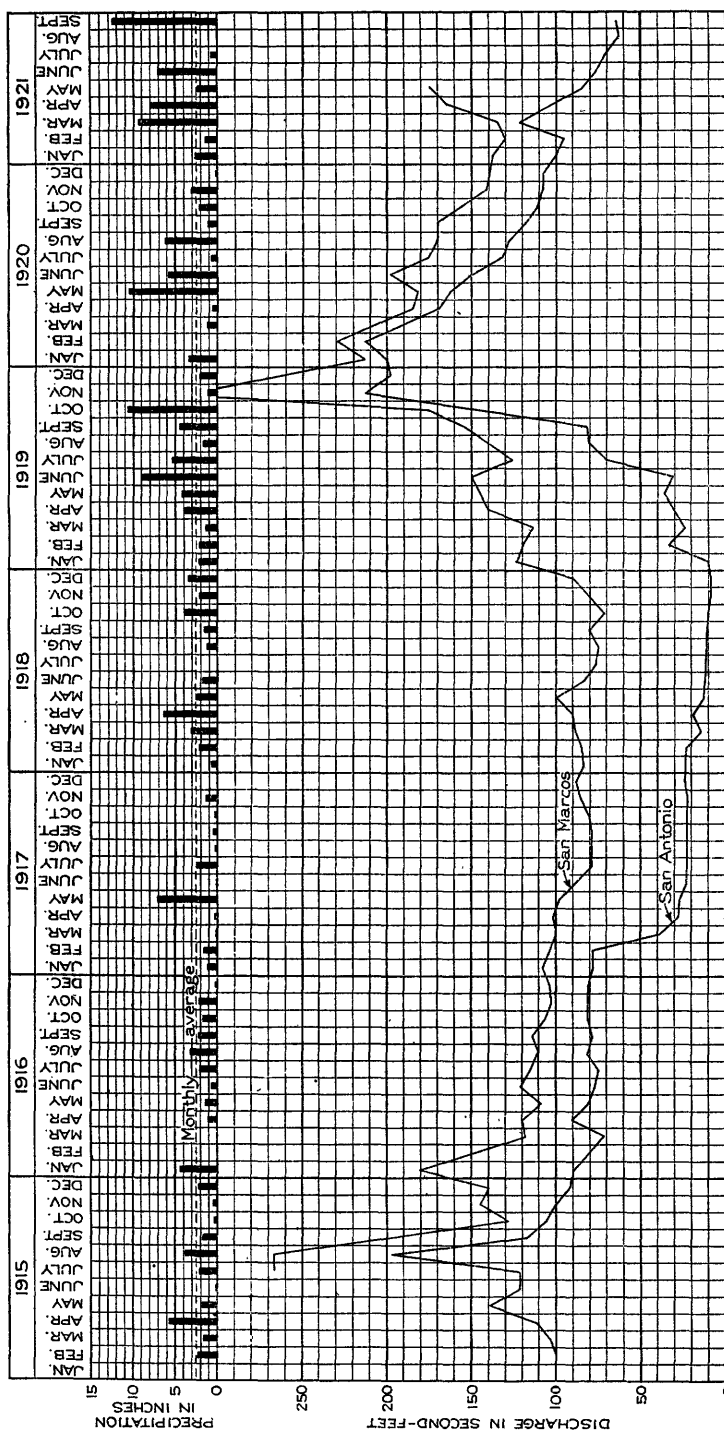 1915 1916 1917 1918 1919 1920 1921
JAN. FEB. MAR. APR. MAY JUNE JULY AUG. SEPT. OCT. NOV. DEC. JAN. FEB. MAR. APR. MAY JUNE JULY AUG. SEPT. OCT. NOV. DEC. JAN. FEB. MAR. APR. MAY JUNE JULY AUG. SEPT. OCT. NOV. DEC. JAN. FEB. MAR. APR. MAY JUNE JULY AUG. SEPT. OCT. NOV. DEC. JAN. FEB. MAR. APR. MAY JUNE JULY AUG. SEPT. OCT. NOV. DEC. JAN. FEB. MAR. APR. MAY JUNE JULY AUG. SEPT. OCT. NOV. DEC. JAN. FEB. MAR. APR. MAY JUNE JULY AUG. SEPT.
PRECIPITATION
IN INCHES
15
10
5
0
Monthly average
DISCHARGE IN SECOND-FEET
250
200
150
100
50
0
San Marcos
San Antonio